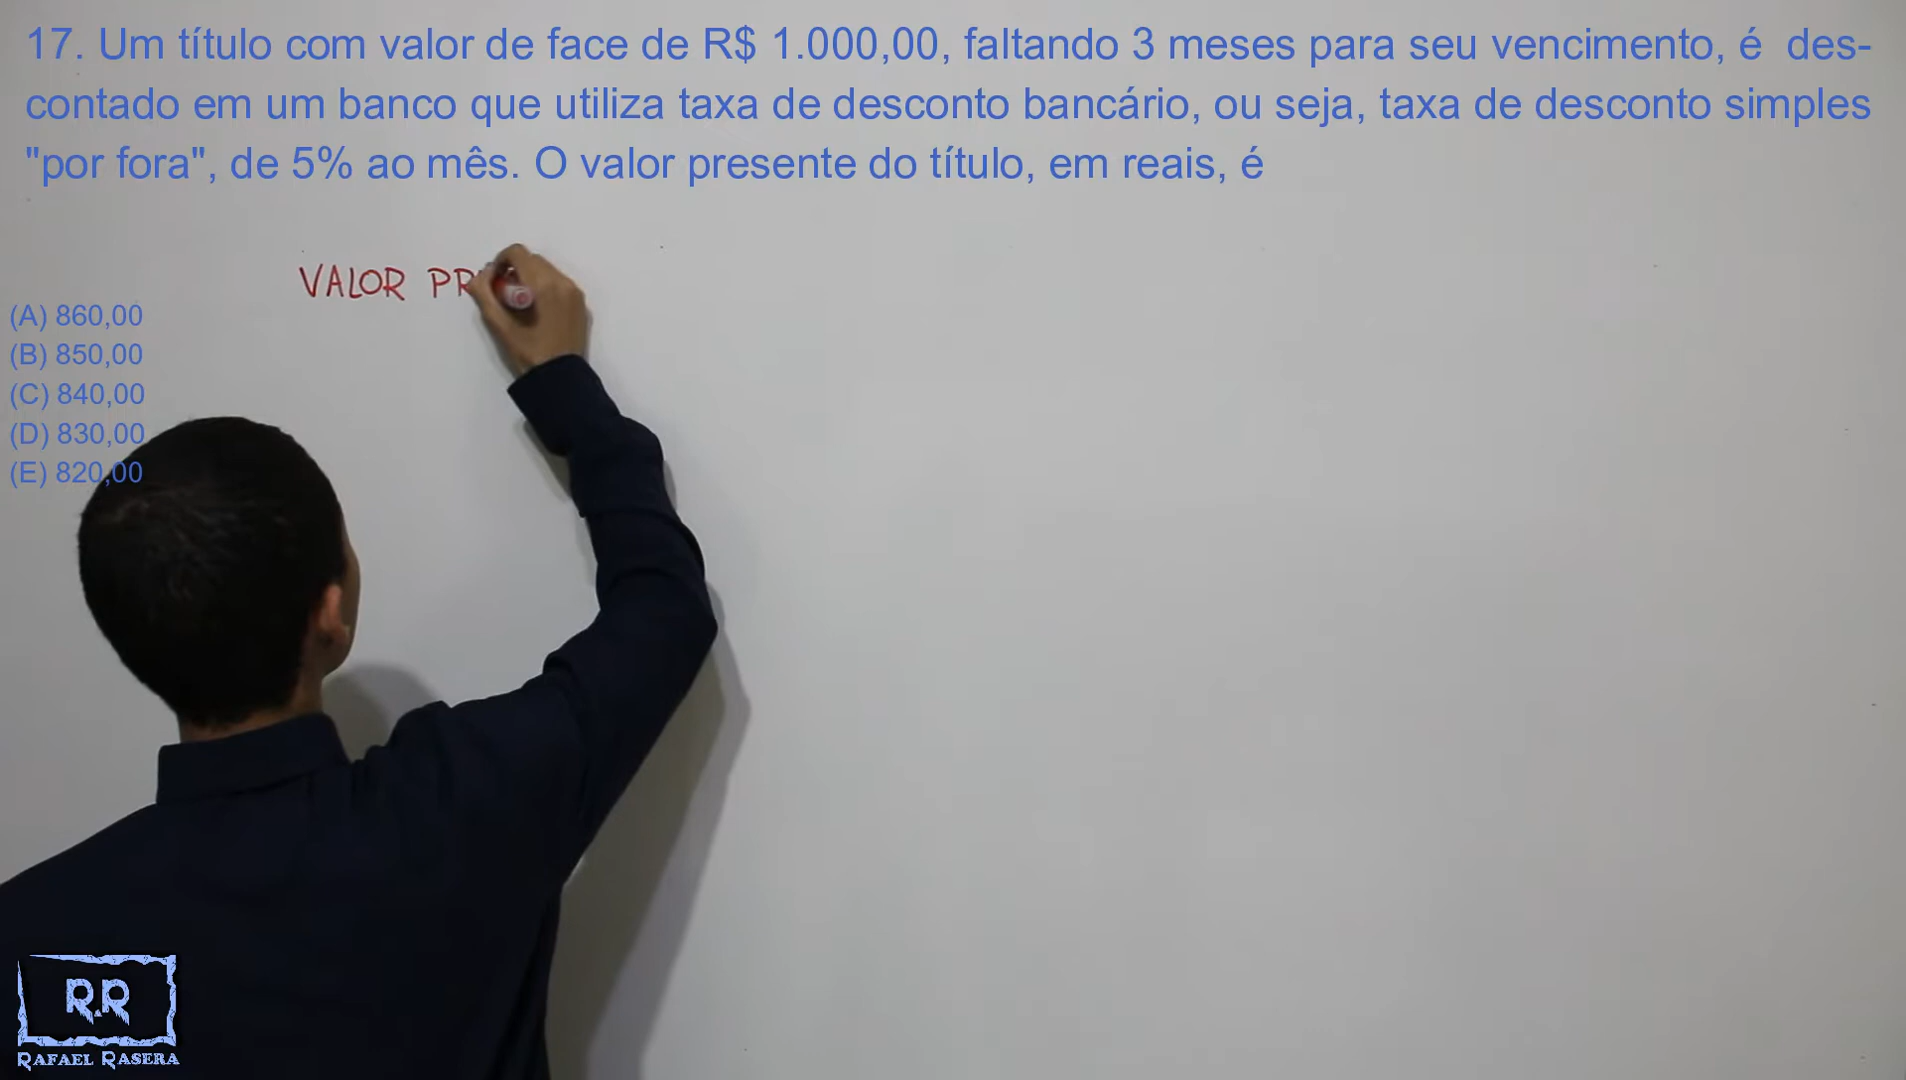 17. Um título com valor de face de R$ 1.000,00, faltando 3 meses para seu vencimento, é des-
contado em um banco que utiliza taxa de desconto bancário, ou seja, taxa de desconto simples
"por fora", de 5% ao mês. O valor presente do título, em reais, é
VALOR PR
(A) 860,00
(B) 850,00
(C) 840,00
(D) 830,00
(E) 820,00
R.R
RAFAEL RASERA